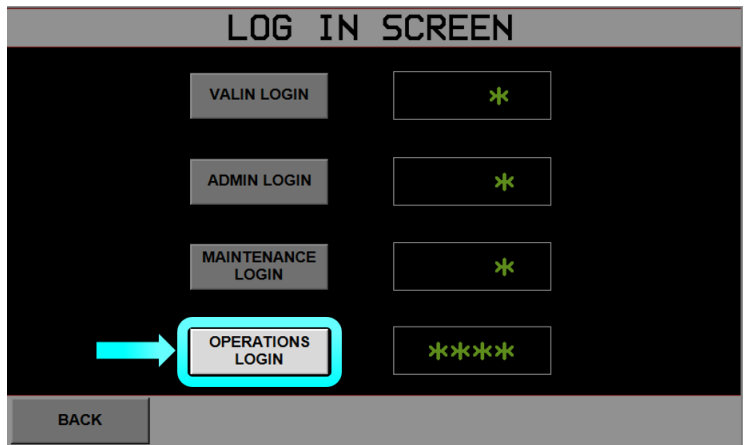 LOG IN SCREEN
VALIN LOGIN
*
ADMIN LOGIN
*
MAINTENANCE
LOGIN
*
OPERATIONS
LOGIN
****
BACK